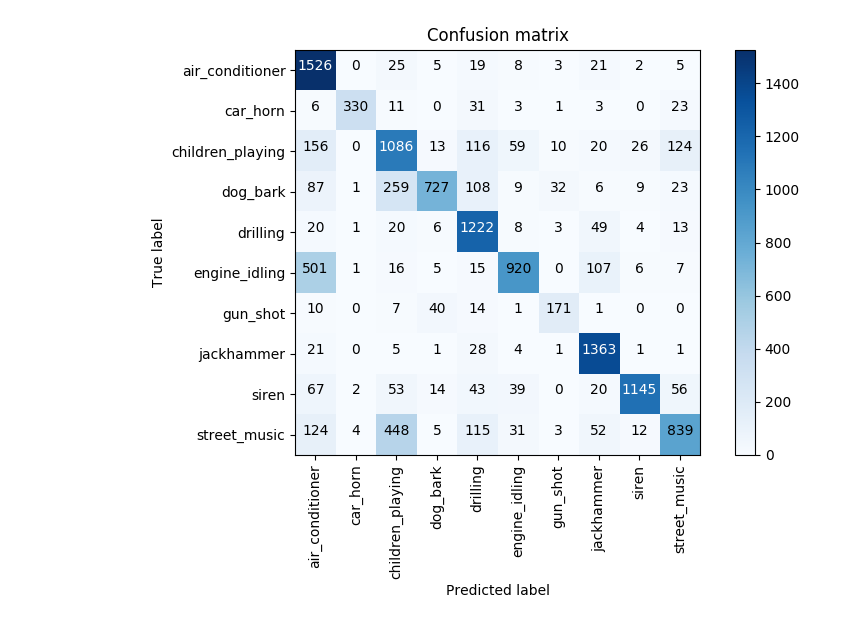 Confusion matrix
air_conditioner 1526 0 25 5 19 8 3 21 2 5
car_horn 6 330 11 0 31 3 1 3 0 23
children_playing 156 0 1086 13 116 59 10 20 26 124
dog_bark 87 1 259 727 108 9 32 6 9 23
drilling 20 1 20 6 1222 8 3 49 4 13
engine_idling 501 1 16 5 15 920 0 107 6 7
gun_shot 10 0 7 40 14 1 171 1 0 0
jackhammer 21 0 5 1 28 4 1 1363 1 1
siren 67 2 53 14 43 39 0 20 1145 56
street_music 124 4 448 5 115 31 3 52 12 839
True label
air_conditioner
car_horn
children_playing
dog_bark
drilling
engine_idling
gun_shot
jackhammer
siren
street_music
Predicted label
1400
1200
1000
800
600
400
200
0